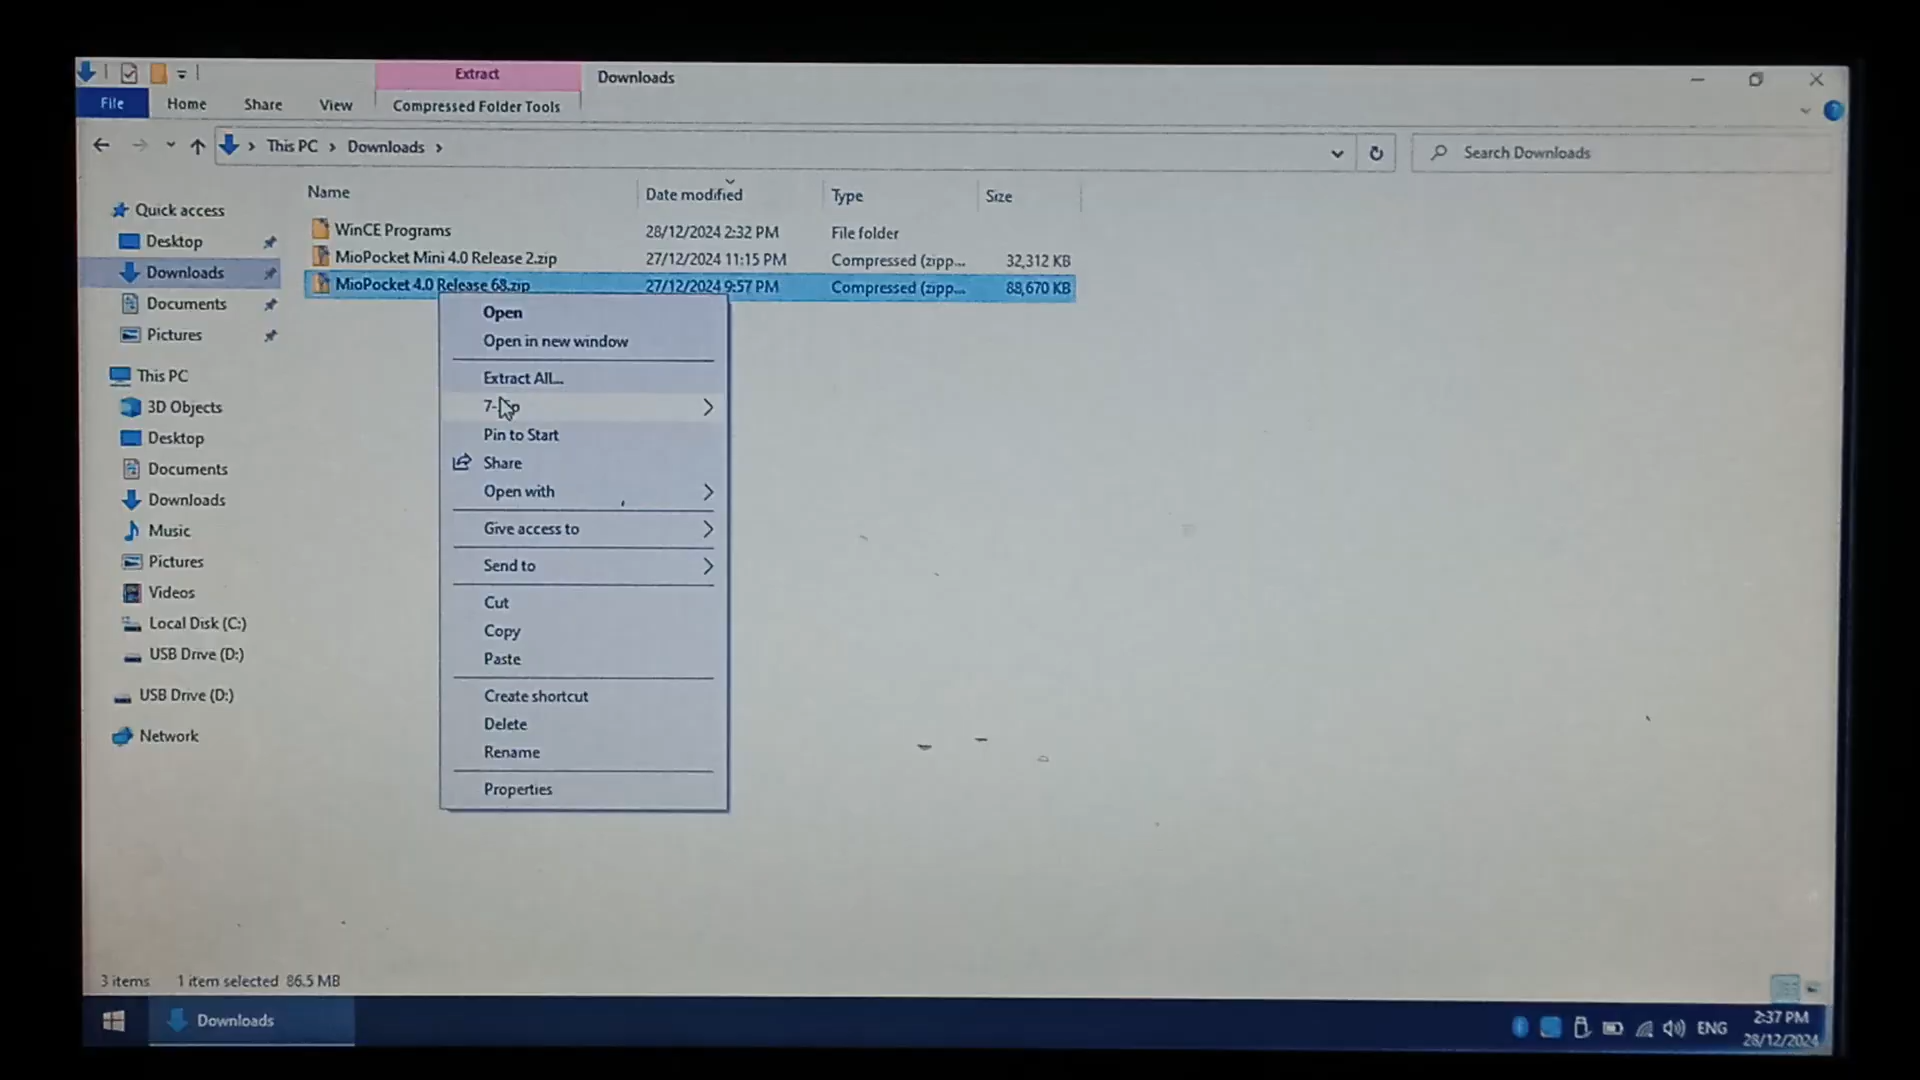 Extract
Downloads
File
Home
Share
View
Compressed Folder Tools
This PC
Downloads
Search Downloads
Name
Date modified
Type
Size
WinCE Programs
28/12/2024 2:32 PM
File folder
MioPocket Mini 4.0 Release 2.zip
27/12/2024 11:15 PM
Compressed (zipp...
32,312 KB
MioPocket 4.0 Release 68.zip
27/12/2024 9:57 PM
Compressed (zipp...
88,670 KB
Quick access
Desktop
Downloads
Documents
Pictures
This PC
3D Objects
Desktop
Documents
Downloads
Music
Pictures
Videos
Local Disk (C:)
USB Drive (D:)
USB Drive (D:)
Network
Open
Open in new window
Extract All...
Pin to Start
Share
Open with
Give access to
Send to
Cut
Copy
Paste
Create shortcut
Delete
Rename
Properties
3 items
1 item selected 86.5 MB
Downloads
ENG
2:37 PM
28/12/2024